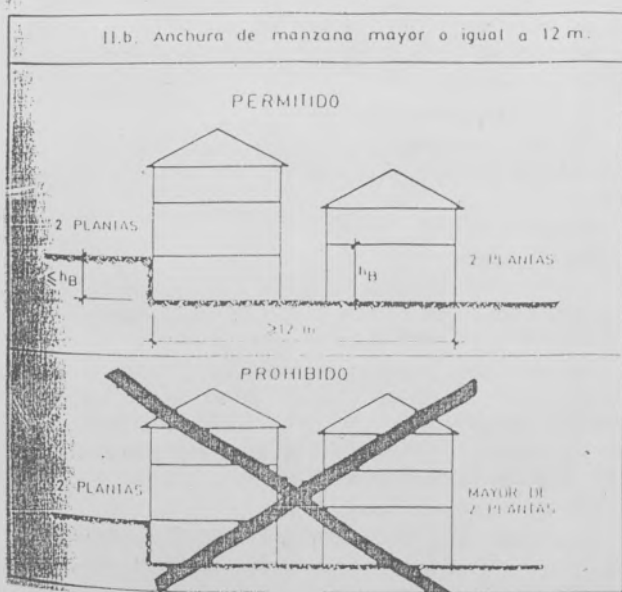 II.b. Anchura de manzana mayor o igual a 12 m.
PERMITIDO
2 PLANTAS
≤ hB
hB
2 PLANTAS
≥12 m
PROHIBIDO
2 PLANTAS
MAYOR DE
2 PLANTAS